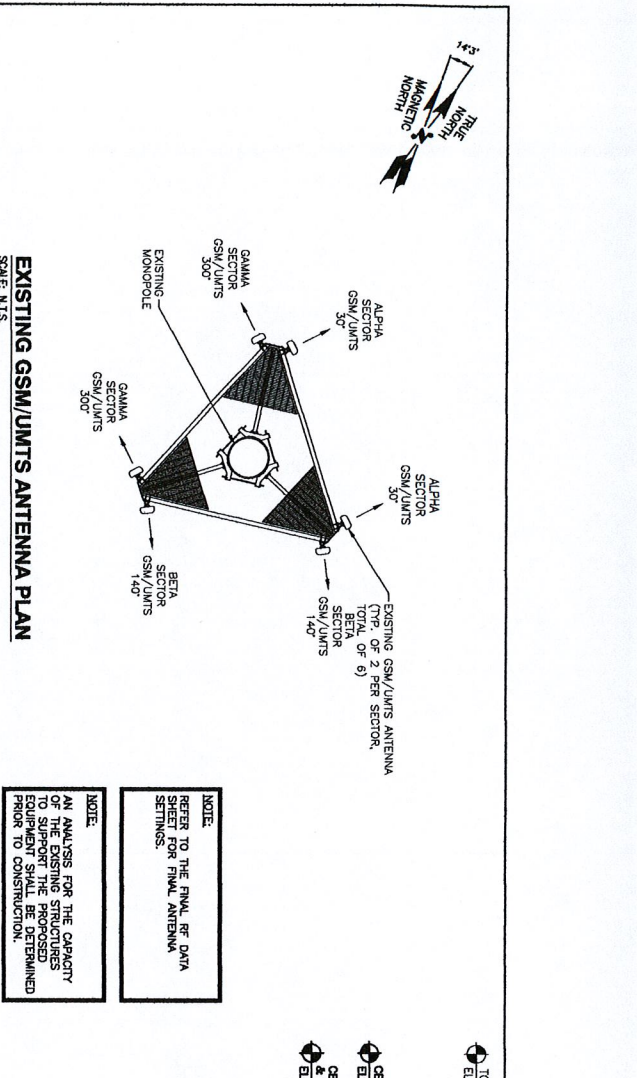 14°3'
TRUE
NORTH
MAGNETIC
NORTH
ALPHA
SECTOR
GSM/UMTS
30°
ALPHA
SECTOR
GSM/UMTS
30°
EXISTING GSM/UMTS ANTENNA
(TYP. OF 2 PER SECTOR,
TOTAL OF 6)
BETA
SECTOR
GSM/UMTS
140°
GAMMA
SECTOR
GSM/UMTS
300°
EXISTING
MONOPOLE
GAMMA
SECTOR
GSM/UMTS
300°
BETA
SECTOR
GSM/UMTS
140°
EXISTING GSM/UMTS ANTENNA PLAN
SCALE: N.T.S.
NOTE:
REFER TO THE FINAL RF DATA
SHEET FOR FINAL ANTENNA
SETTINGS.
NOTE:
AN ANALYSIS FOR THE CAPACITY
OF THE EXISTING STRUCTURES
TO SUPPORT THE PROPOSED
EQUIPMENT SHALL BE DETERMINED
PRIOR TO CONSTRUCTION.